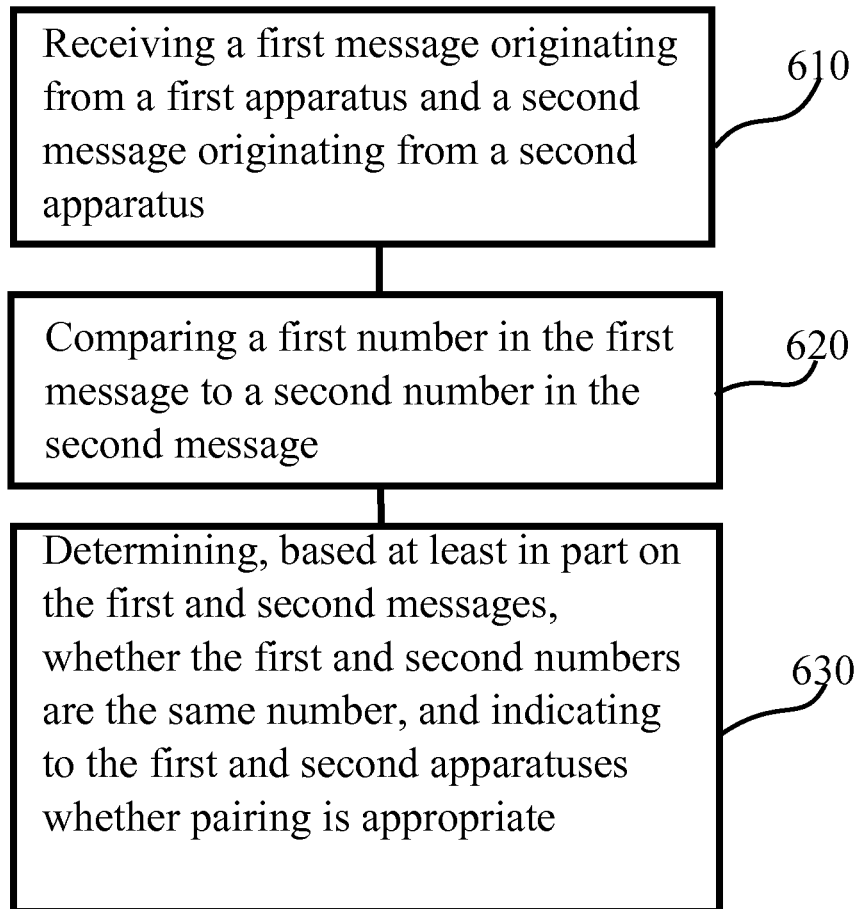 Receiving a first message originating
from a first apparatus and a second
message originating from a second
apparatus
610
Comparing a first number in the first
message to a second number in the
second message
620
Determining, based at least in part on
the first and second messages,
whether the first and second numbers
are the same number, and indicating
to the first and second apparatuses
whether pairing is appropriate
630